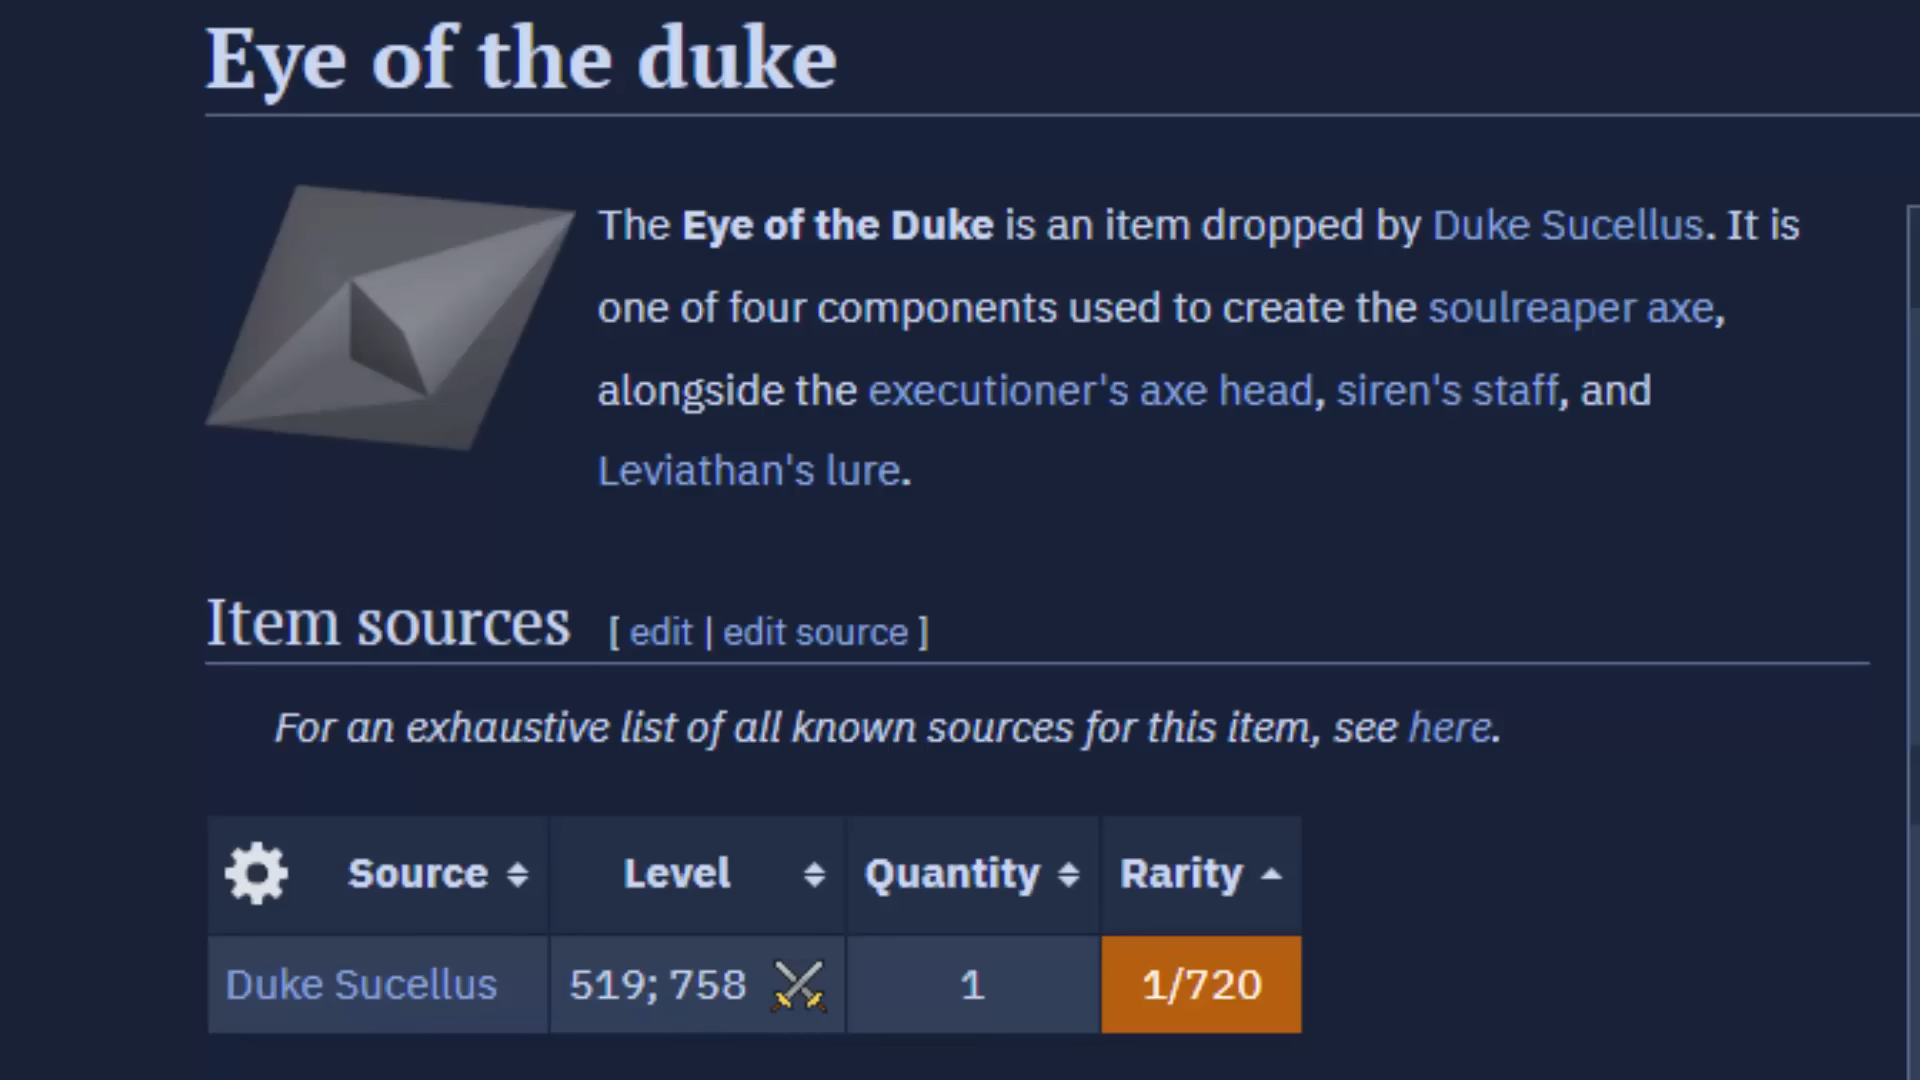 Eye of the duke
The Eye of the Duke is an item dropped by Duke Sucellus. It is
one of four components used to create the soulreaper axe,
alongside the executioner's axe head, siren's staff, and
Leviathan's lure.
Item sources [ edit | edit source ]
For an exhaustive list of all known sources for this item, see here.
Source Level Quantity Rarity
Duke Sucellus 519; 758 1 1/720